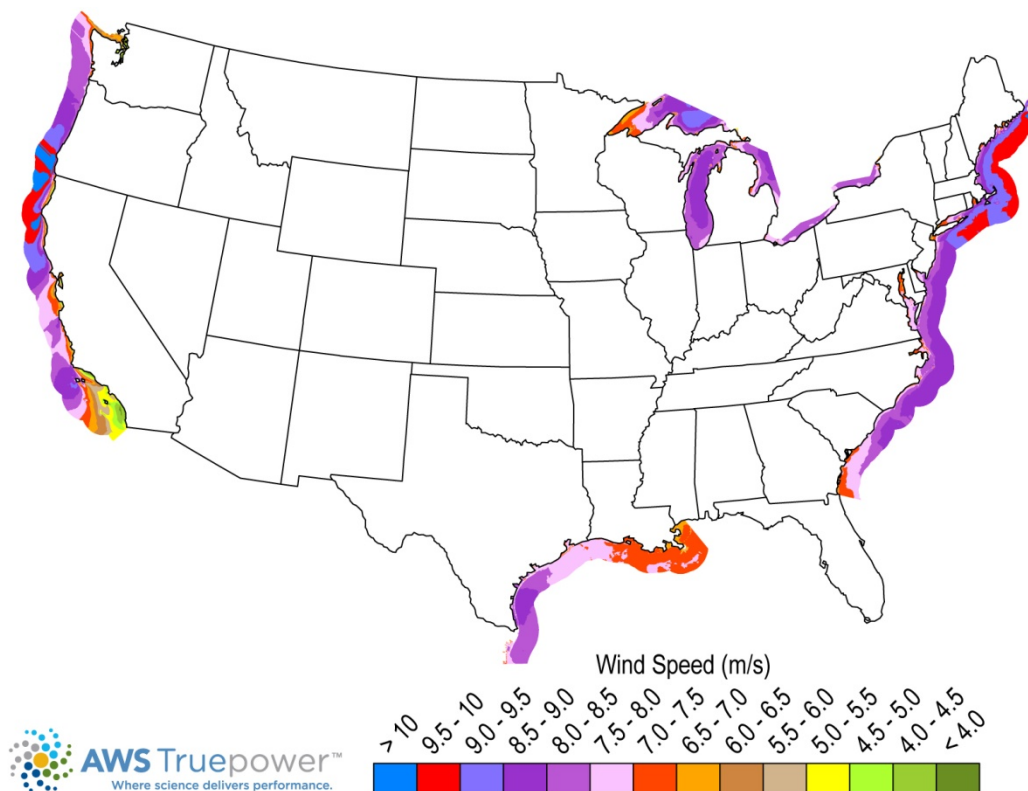 Wind Speed (m/s)
> 10
9.5 - 10
9.0 - 9.5
8.5 - 9.0
8.0 - 8.5
7.5 - 8.0
7.0 - 7.5
6.5 - 7.0
6.0 - 6.5
5.5 - 6.0
5.0 - 5.5
4.5 - 5.0
4.0 - 4.5
< 4.0
AWS Truepower™
Where science delivers performance.